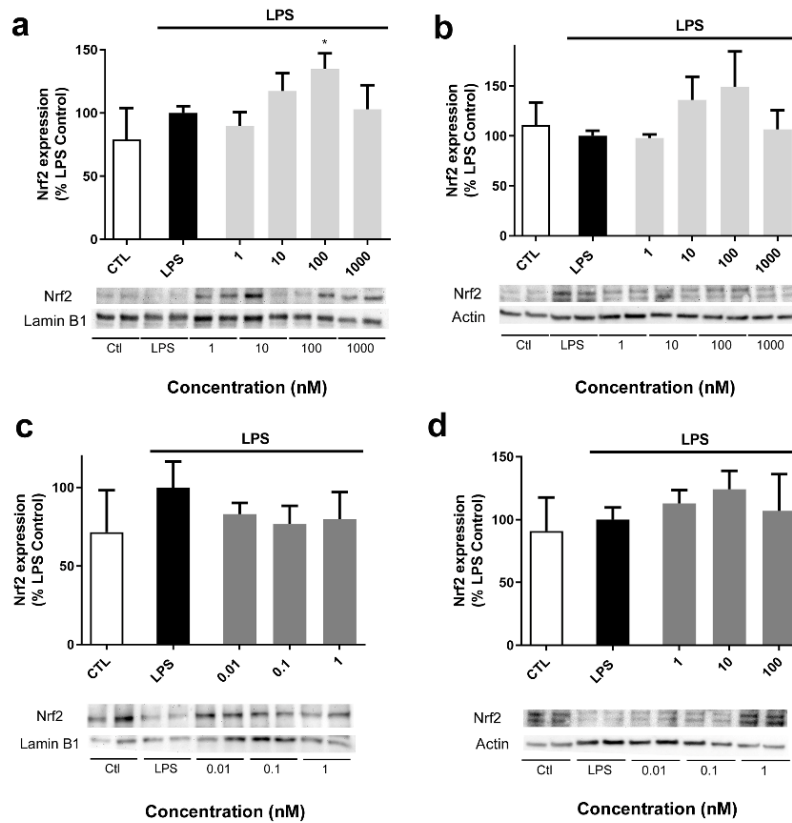 a
LPS
Nrf2 expression
(% LPS Control)
150
100
50
0
*
CTL
LPS
1
10
100
1000
Nrf2
Lamin B1
Ctl
LPS
1
10
100
1000
Concentration (nM)
b
LPS
Nrf2 expression
(% LPS Control)
200
150
100
50
0
CTL
LPS
1
10
100
1000
Nrf2
Actin
Ctl
LPS
1
10
100
1000
Concentration (nM)
c
LPS
Nrf2 expression
(% LPS Control)
100
50
0
CTL
LPS
0.01
0.1
1
Nrf2
Lamin B1
Ctl
LPS
0.01
0.1
1
Concentration (nM)
d
LPS
Nrf2 expression
(% LPS Control)
150
100
50
0
CTL
LPS
1
10
100
Nrf2
Actin
Ctl
LPS
0.01
0.1
1
Concentration (nM)